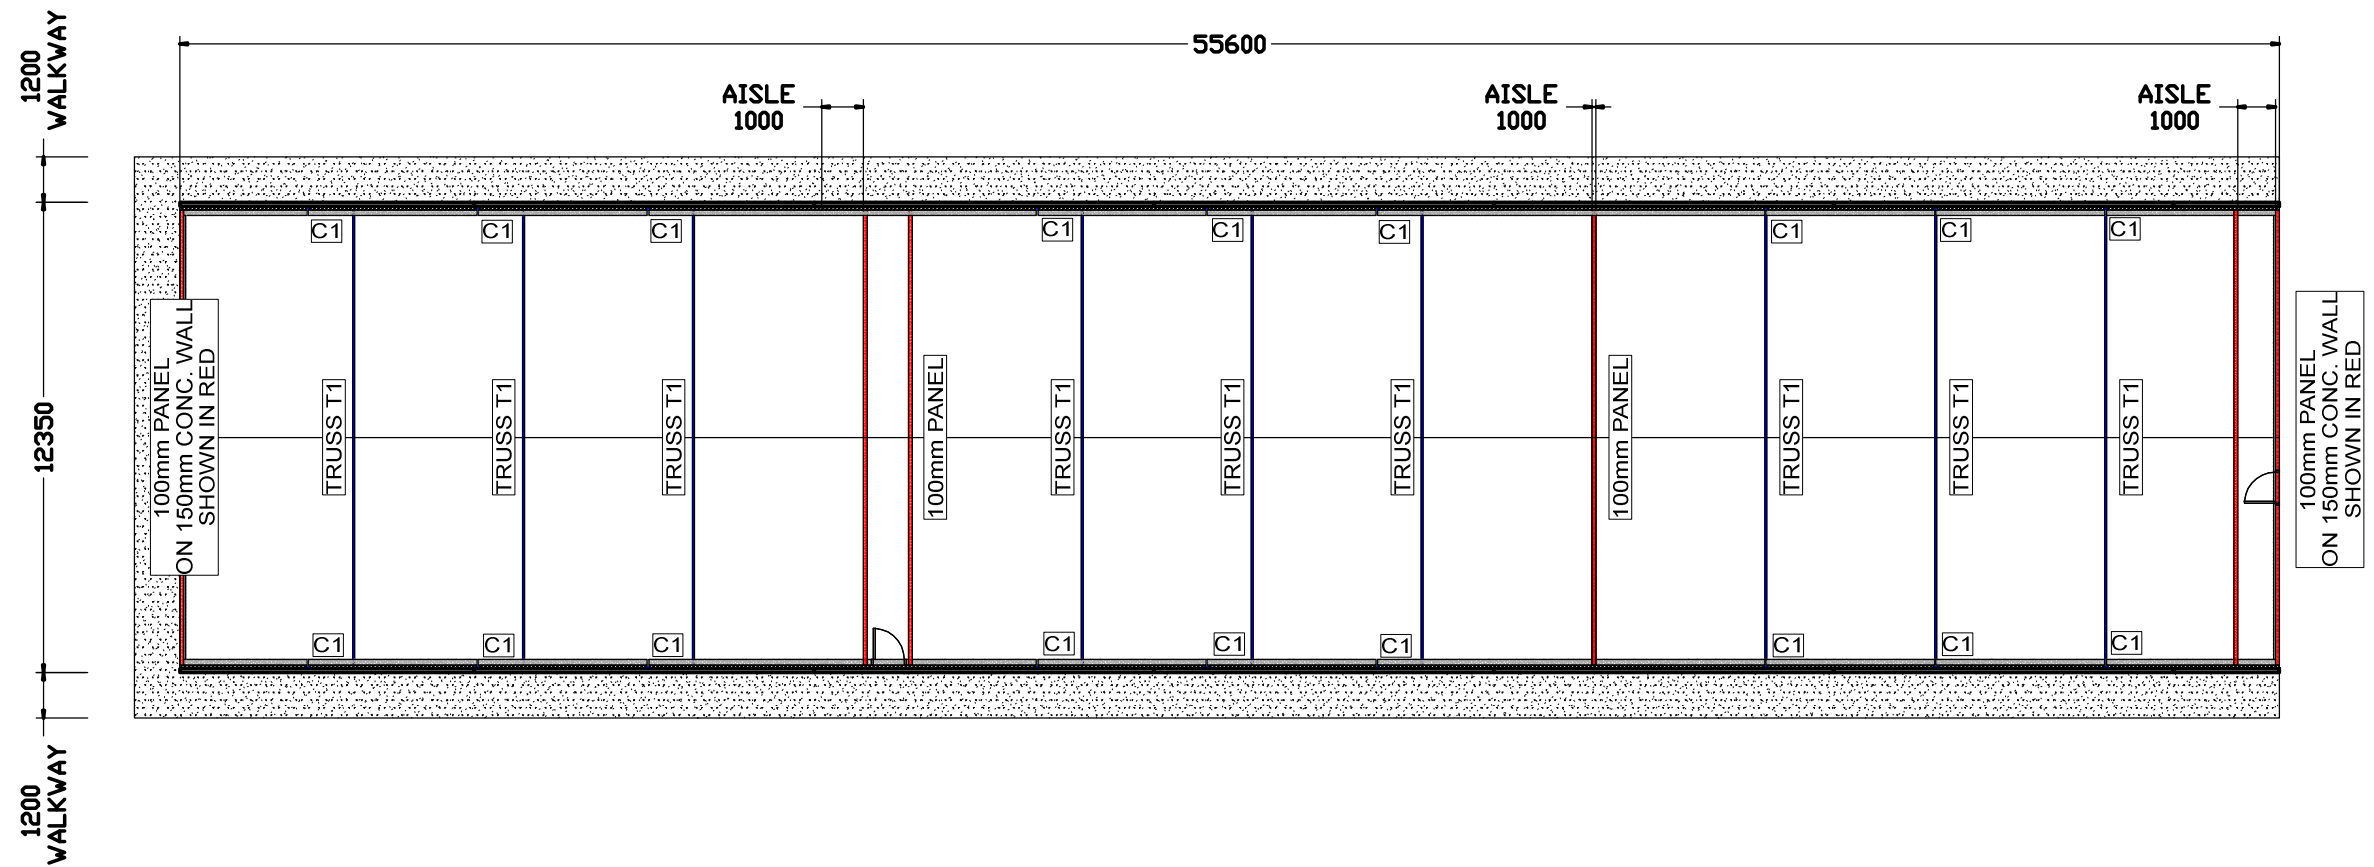 55600
1200
WALKWAY
AISLE
1000
AISLE
1000
AISLE
1000
C1
C1
C1
C1
C1
C1
C1
C1
C1
12350
100mm PANEL
ON 150mm CONC. WALL
SHOWN IN RED
TRUSS T1
TRUSS T1
TRUSS T1
100mm PANEL
TRUSS T1
TRUSS T1
TRUSS T1
100mm PANEL
TRUSS T1
TRUSS T1
TRUSS T1
100mm PANEL
ON 150mm CONC. WALL
SHOWN IN RED
C1
C1
C1
C1
C1
C1
C1
C1
C1
1200
WALKWAY